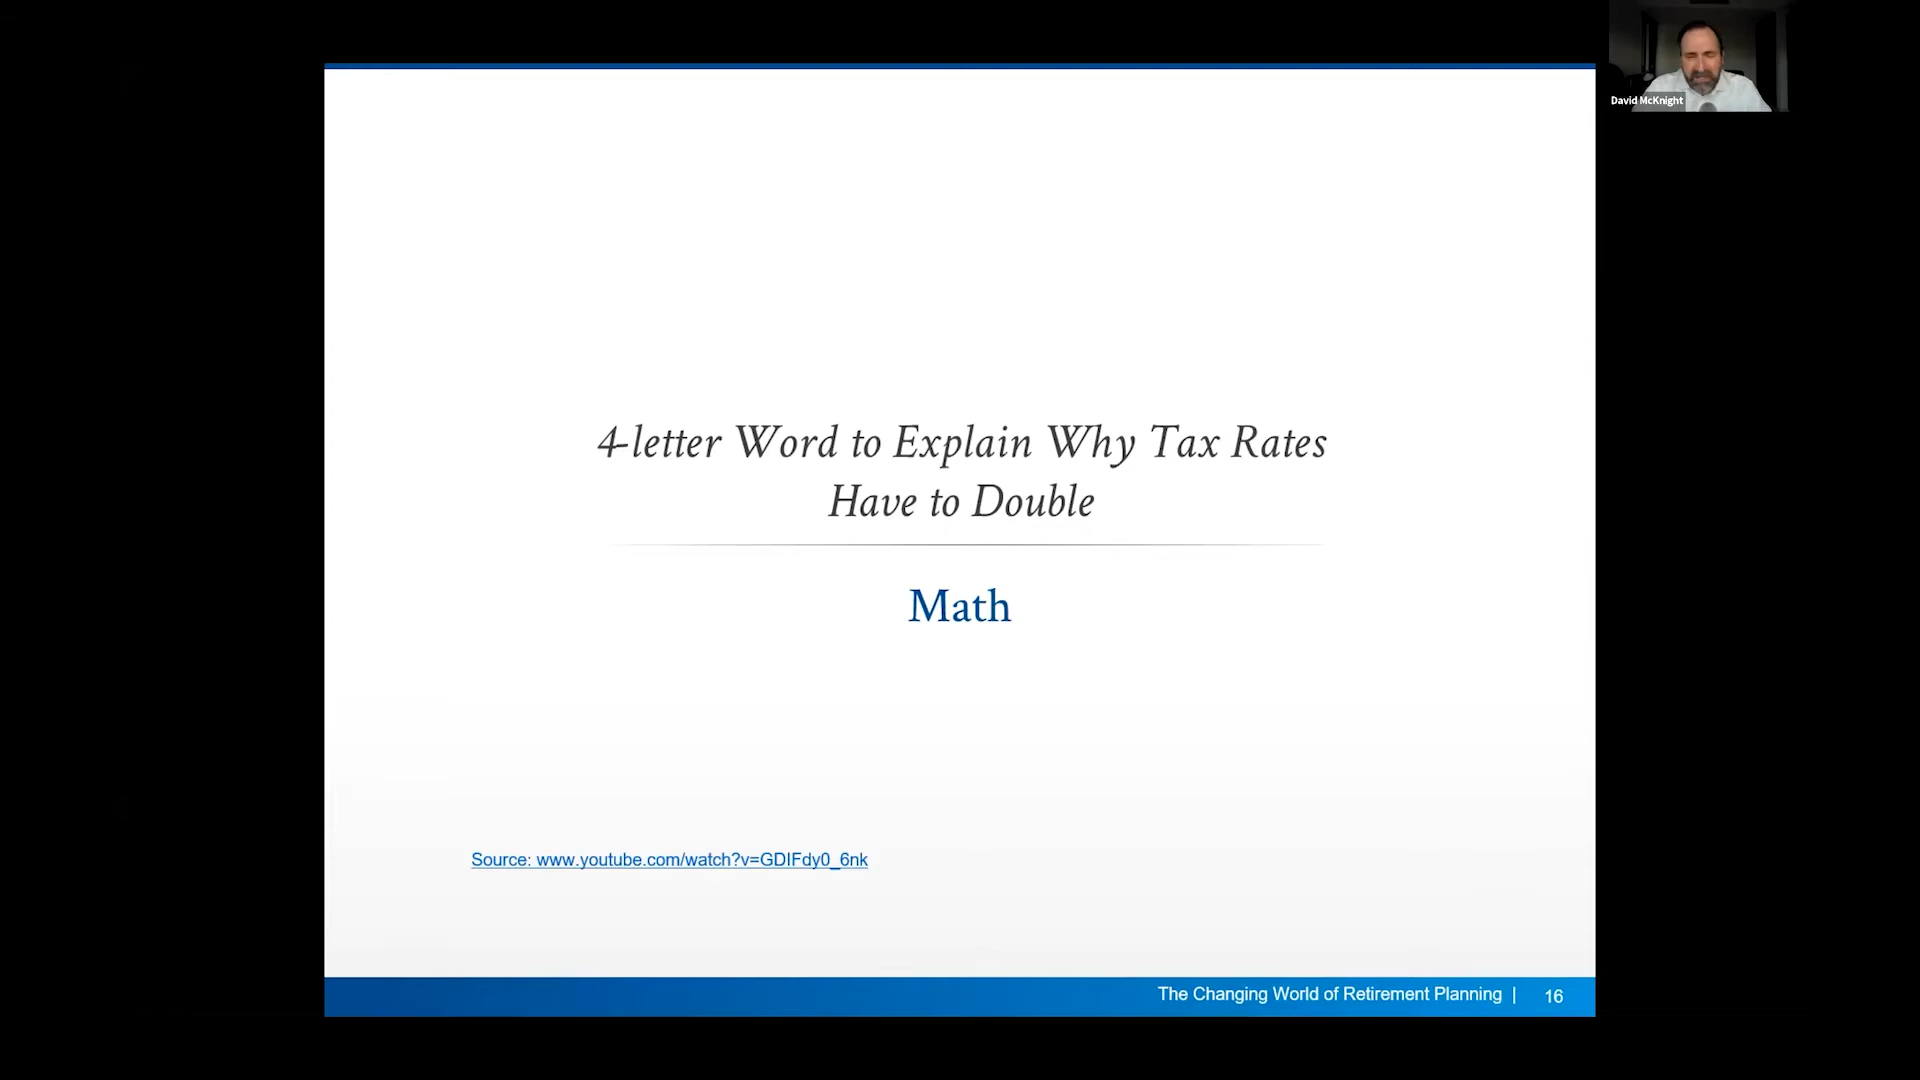 David McKnight
4-letter Word to Explain Why Tax Rates
Have to Double
Math
Source: www.youtube.com/watch?v=GDIFdy0_6nk
The Changing World of Retirement Planning | 16